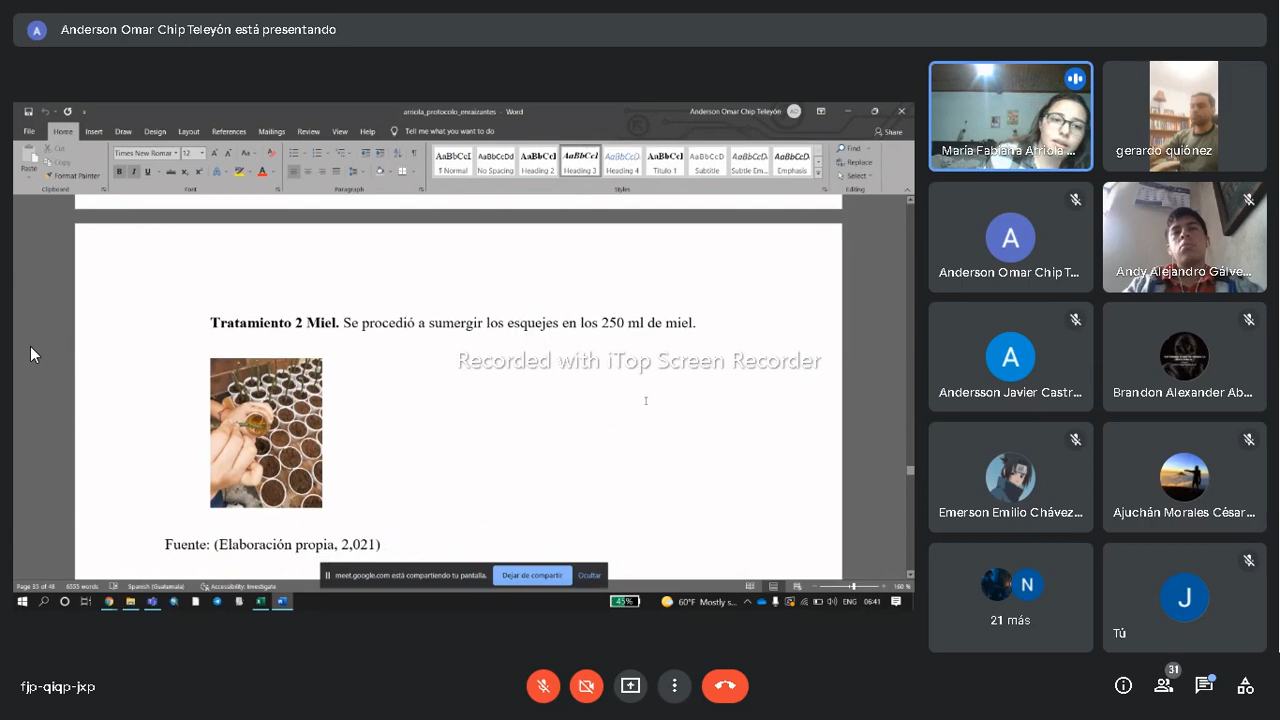 A Anderson Omar Chip Teleyón está presentando
arriola_protocolo_enraizantes - Word
Anderson Omar Chip Teleyón
File Home Insert Draw Design Layout References Mailings Review View Help Tell me what you want to do
Share
Paste
Cut
Copy
Format Painter
Clipboard
Times New Roman 12
Font
Paragraph
¶ Normal No Spacing Heading 2 Heading 3 Heading 4 Titulo 1 Subtitle Subtle Em... Emphasis
Styles
Find
Replace
Select
Editing
Tratamiento 2 Miel. Se procedió a sumergir los esquejes en los 250 ml de miel.
Recorded with iTop Screen Recorder
Fuente: (Elaboración propia, 2,021)
meet.google.com está compartiendo tu pantalla. Dejar de compartir Ocultar
Page 35 of 48 6555 words Spanish (Guatemala) Accessibility: Investigate
160 %
45% 60°F Mostly s... ENG 06:41
María Fabiana Arriola ...
gerardo quiónez
A
Anderson Omar Chip T...
Andy Alejandro Gálve...
A
Andersson Javier Castr...
Brandon Alexander Ab...
Emerson Emilio Chávez...
Ajuchán Morales César...
N
21 más
J
Tú
fjp-qiqp-jxp
31